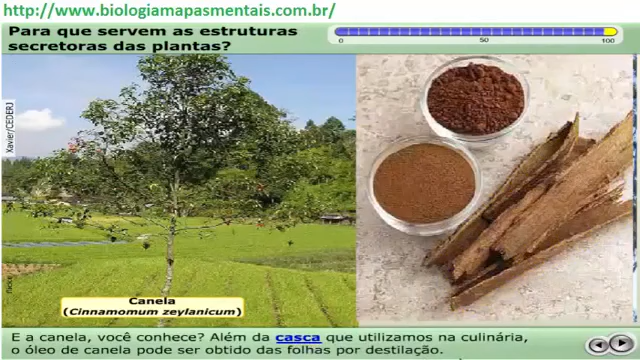 http://www.biologiamapasmentais.com.br/
Para que servem as estruturas
secretoras das plantas?
0 50 100
Xavier/CEDERJ
Canela
(Cinnamomum zeylanicum)
E a canela, você conhece? Além da casca que utilizamos na culinária,
o óleo de canela pode ser obtido das folhas por destilação.